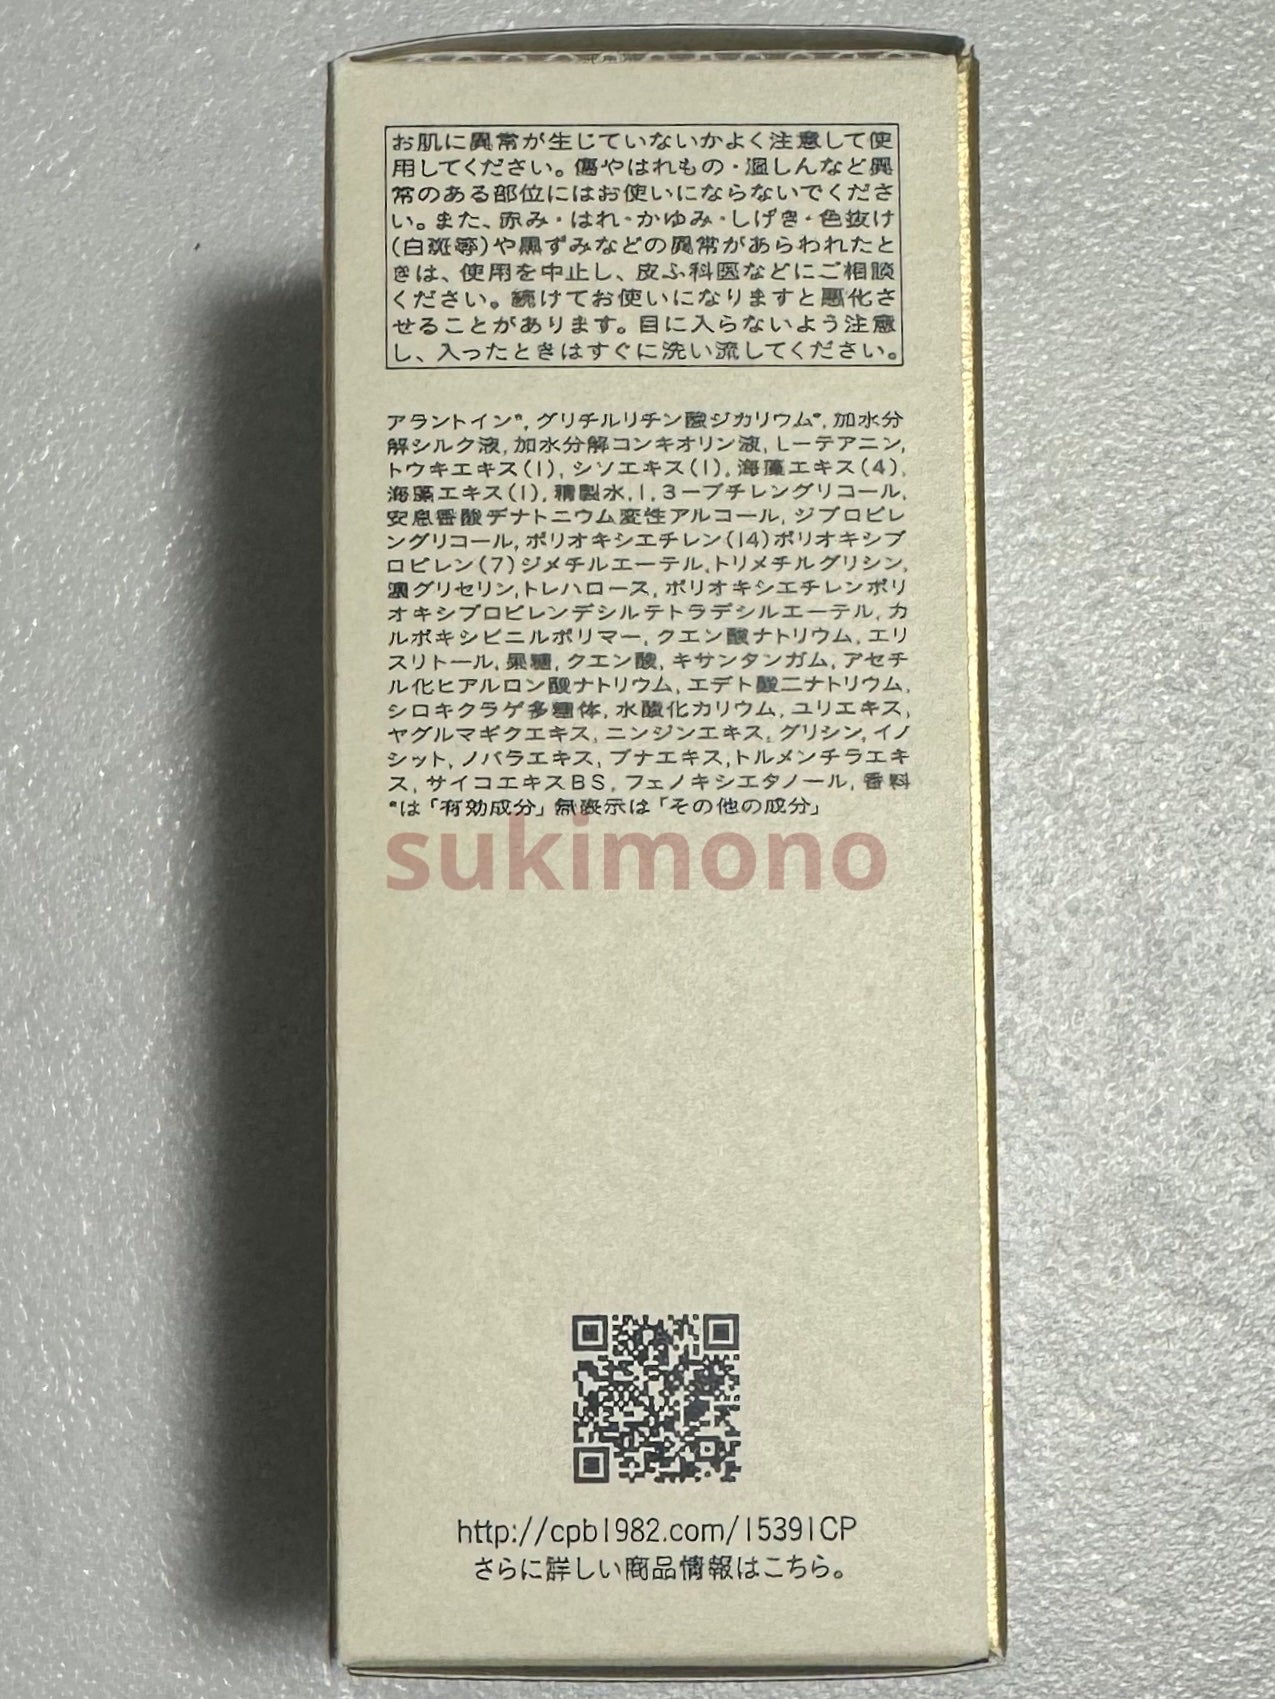 お肌に異常が生じていないかよく注意して使
用してください。傷やはれもの・湿しんなど異
常のある部位にはお使いにならないでくださ
い。また、赤み・はれ・かゆみ・しげき・色抜け
(白斑等)や黒ずみなどの異常があらわれたと
きは、使用を中止し、皮ふ科医などにご相談
ください。続けてお使いになりますと悪化さ
せることがあります。目に入らないよう注意
し、入ったときはすぐに洗い流してください。
アラントイン*, グリチルリチン酸ジカリウム*, 加水分
解シルク液, 加水分解コンキオリン液, L-テアニン,
トウキエキス(1), シソエキス(1), 海藻エキス(4),
海藻エキス(1), 精製水, 1, 3-ブチレングリコール,
安息香酸デナトニウム変性アルコール, ジプロピレ
ングリコール, ポリオキシエチレン(14)ポリオキシプ
ロピレン(7)ジメチルエーテル, トリメチルグリシン,
濃グリセリン, トレハロース, ポリオキシエチレンポリ
オキシプロピレンデシルテトラデシルエーテル, カ
ルボキシビニルポリマー, クエン酸ナトリウム, エリ
スリトール, 果糖, クエン酸, キサンタンガム, アセチ
ル化ヒアルロン酸ナトリウム, エデト酸二ナトリウム,
シロキクラゲ多糖体, 水酸化カリウム, ユリエキス,
ヤグルマギクエキス, ニンジンエキス, グリシン, イノ
シット, ノバラエキス, ブナエキス, トルメンチラエキ
ス, サイコエキスBS, フェノキシエタノール, 香料
*は「有効成分」無表示は「その他の成分」
sukimono
http://cpb1982.com/15391CP
さらに詳しい商品情報はこちら。